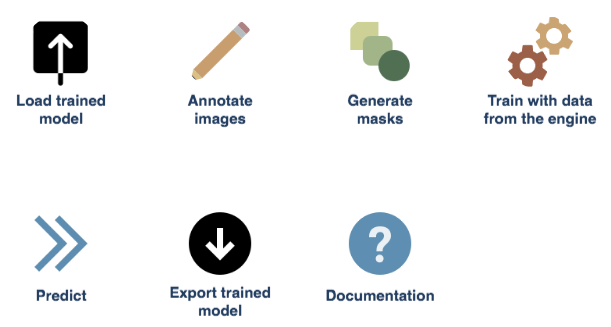 Load trained
model
Annotate
images
Generate
masks
Train with data
from the engine
Predict
Export trained
model
?
Documentation